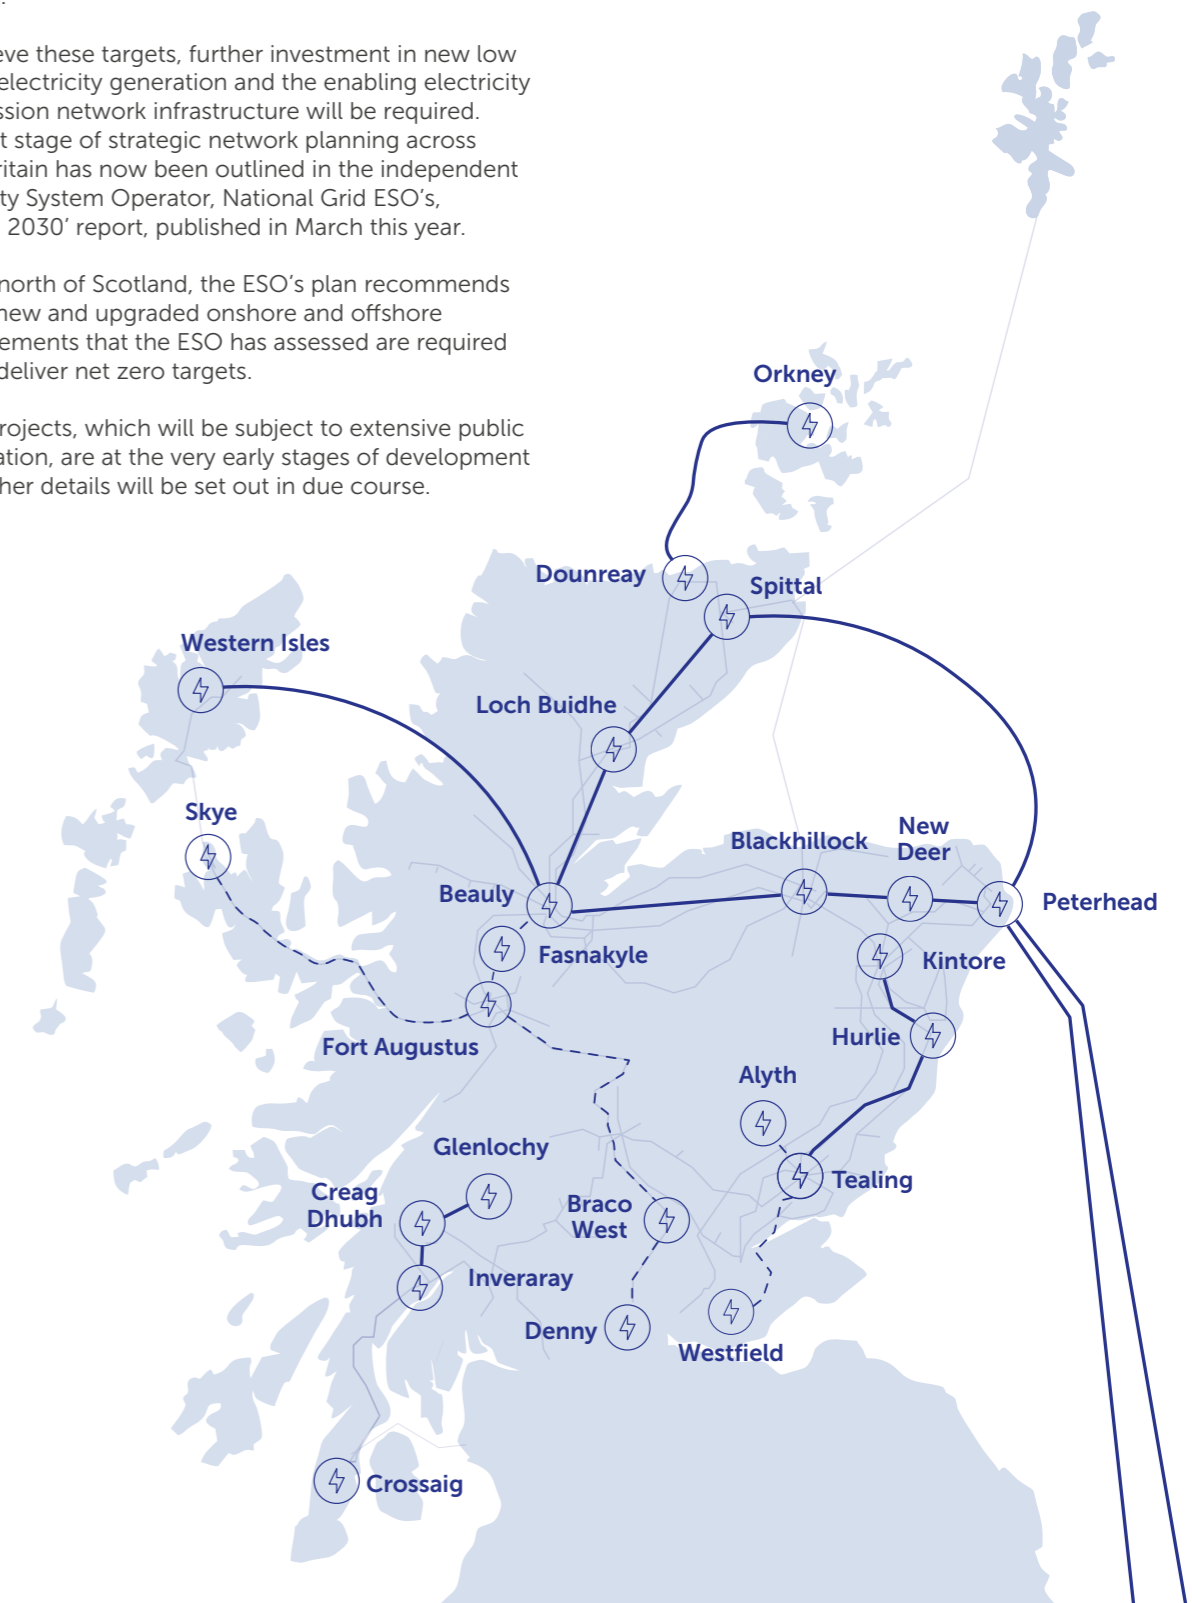 eve these targets, further investment in new low
electricity generation and the enabling electricity
ssion network infrastructure will be required.
t stage of strategic network planning across
ritain has now been outlined in the independent
ty System Operator, National Grid ESO's,
2030' report, published in March this year.
north of Scotland, the ESO's plan recommends
new and upgraded onshore and offshore
ements that the ESO has assessed are required
deliver net zero targets.
rojects, which will be subject to extensive public
ation, are at the very early stages of development
her details will be set out in due course.
Orkney
Dounreay
Spittal
Western Isles
Loch Buidhe
Skye
Blackhillock
New
Deer
Beauly
Peterhead
Fasnakyle
Kintore
Fort Augustus
Hurlie
Alyth
Glenlochy
Creag
Dhubh
Braco
West
Tealing
Inveraray
Denny
Westfield
Crossaig